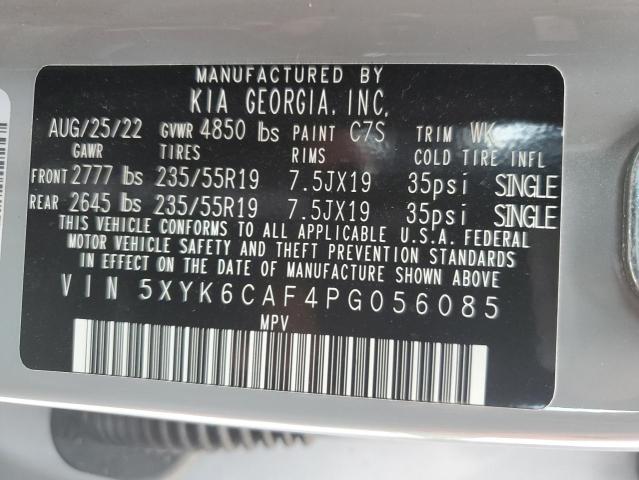 MANUFACTURED BY
KIA GEORGIA, INC.
AUG/25/22 GVWR 4850 lbs PAINT C7S TRIM WK
GAWR TIRES RIMS COLD TIRE INFL
FRONT 2777 lbs 235/55R19 7.5JX19 35psi SINGLE
REAR 2645 lbs 235/55R19 7.5JX19 35psi SINGLE
THIS VEHICLE CONFORMS TO ALL APPLICABLE U.S.A. FEDERAL
MOTOR VEHICLE SAFETY AND THEFT PREVENTION STANDARDS
IN EFFECT ON THE DATE OF MANUFACTURE SHOWN ABOVE.
VIN 5XYK6CAF4PG056085
MPV